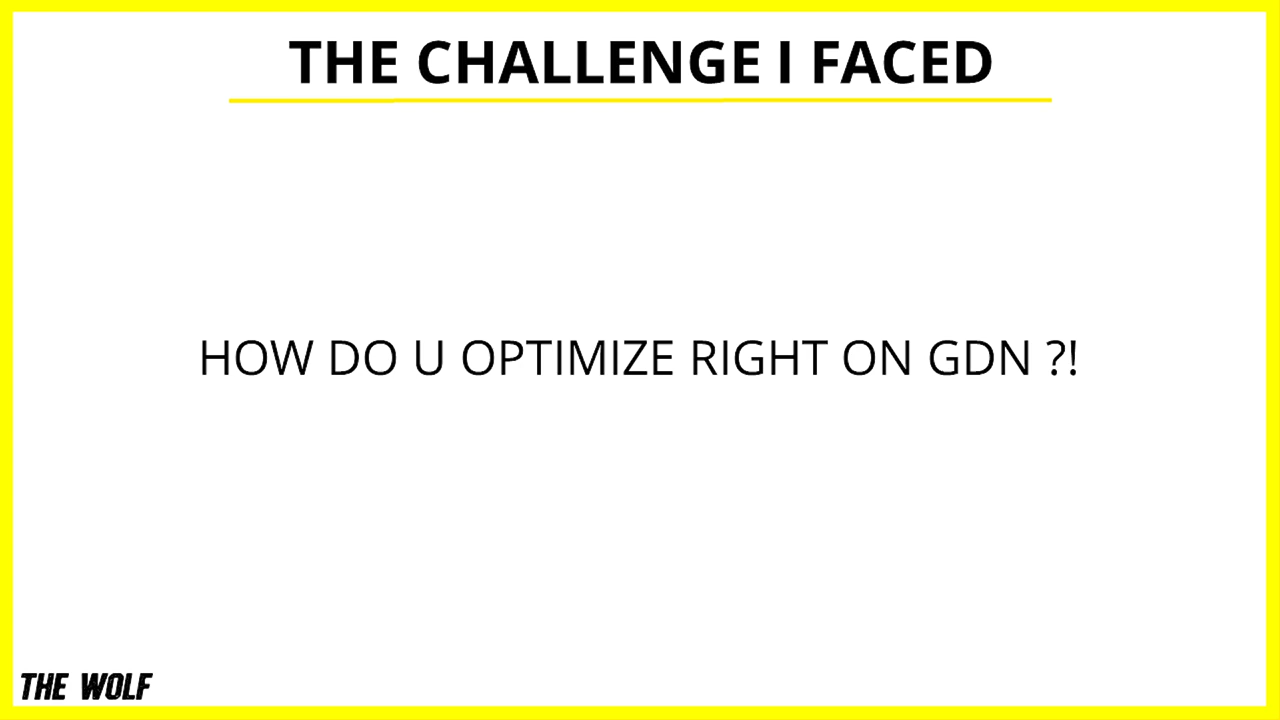 THE CHALLENGE I FACED
HOW DO U OPTIMIZE RIGHT ON GDN ?!
THE WOLF